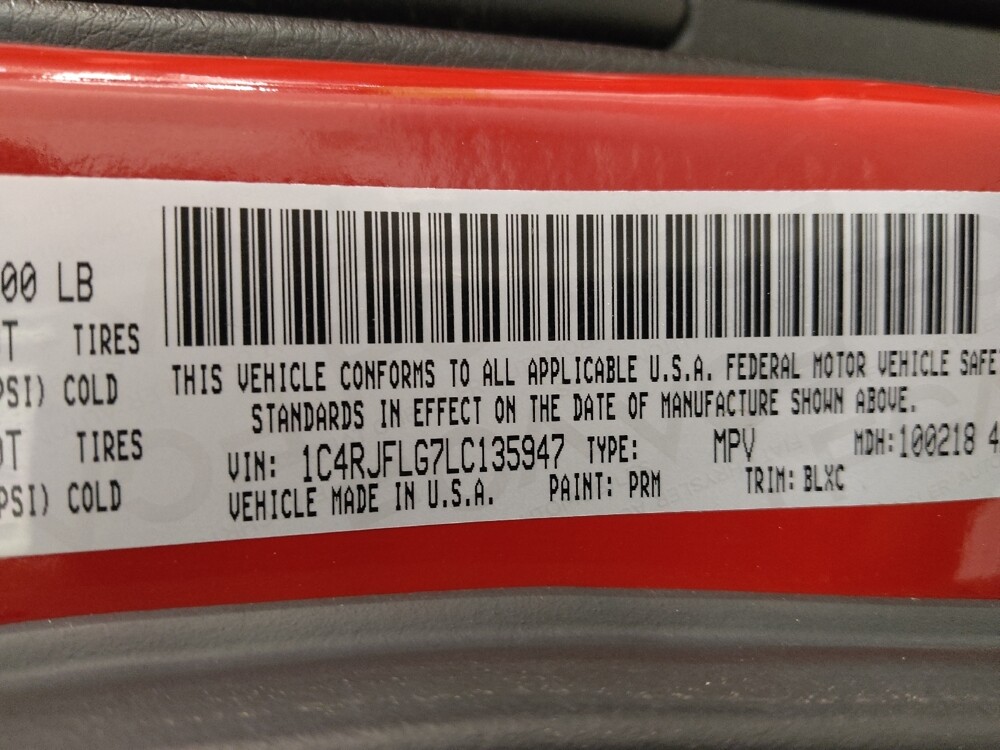 00 LB
T TIRES
PSI) COLD
THIS VEHICLE CONFORMS TO ALL APPLICABLE U.S.A. FEDERAL MOTOR VEHICLE SAFE
STANDARDS IN EFFECT ON THE DATE OF MANUFACTURE SHOWN ABOVE.
OT TIRES
PSI) COLD
VIN: 1C4RJFLG7LC135947 TYPE: MPV MDH: 100218 4
VEHICLE MADE IN U.S.A. PAINT: PRM TRIM: BLXC